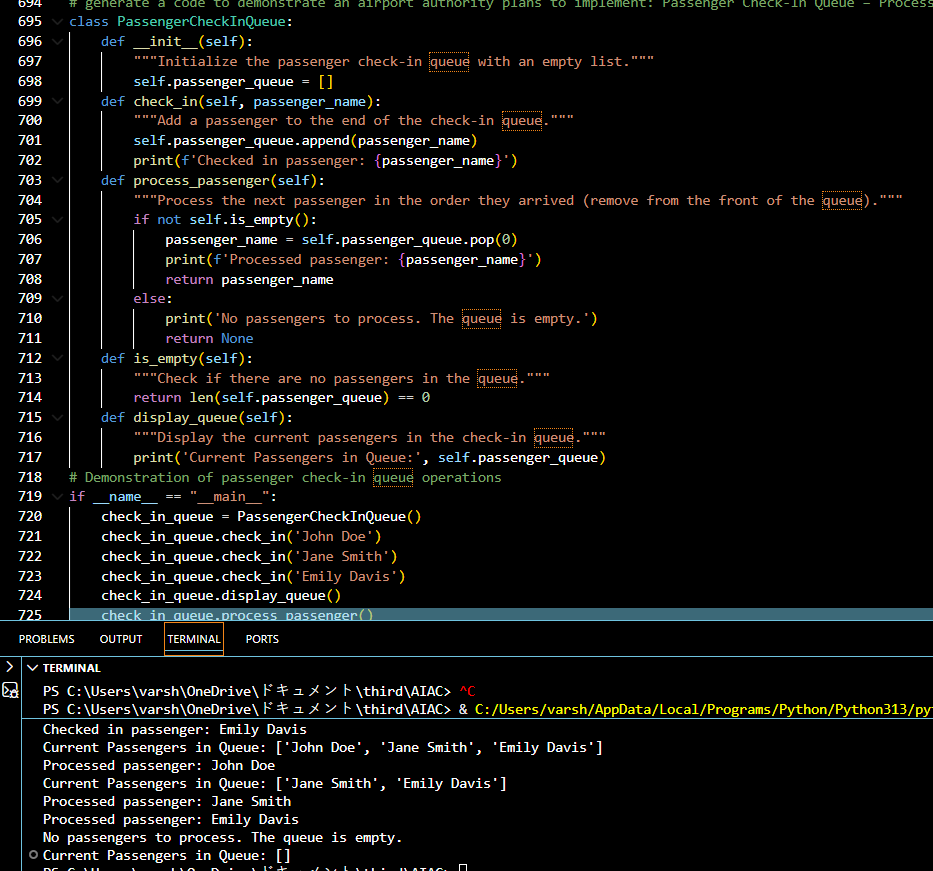 694 # generate a code to demonstrate an airport authority plans to implement: Passenger Check-In Queue – Process
695 class PassengerCheckInQueue:
696     def __init__(self):
697         """Initialize the passenger check-in queue with an empty list."""
698         self.passenger_queue = []
699     def check_in(self, passenger_name):
700         """Add a passenger to the end of the check-in queue."""
701         self.passenger_queue.append(passenger_name)
702         print(f'Checked in passenger: {passenger_name}')
703     def process_passenger(self):
704         """Process the next passenger in the order they arrived (remove from the front of the queue)."""
705         if not self.is_empty():
706             passenger_name = self.passenger_queue.pop(0)
707             print(f'Processed passenger: {passenger_name}')
708             return passenger_name
709         else:
710             print('No passengers to process. The queue is empty.')
711             return None
712     def is_empty(self):
713         """Check if there are no passengers in the queue."""
714         return len(self.passenger_queue) == 0
715     def display_queue(self):
716         """Display the current passengers in the check-in queue."""
717         print('Current Passengers in Queue:', self.passenger_queue)
718 # Demonstration of passenger check-in queue operations
719 if __name__ == "__main__":
720     check_in_queue = PassengerCheckInQueue()
721     check_in_queue.check_in('John Doe')
722     check_in_queue.check_in('Jane Smith')
723     check_in_queue.check_in('Emily Davis')
724     check_in_queue.display_queue()
725     check_in_queue.process_passenger()
PROBLEMS OUTPUT TERMINAL PORTS
TERMINAL
PS C:\Users\varsh\OneDrive\ドキュメント\third\AIAC> ^C
PS C:\Users\varsh\OneDrive\ドキュメント\third\AIAC> & C:/Users/varsh/AppData/Local/Programs/Python/Python313/pyt
Checked in passenger: Emily Davis
Current Passengers in Queue: ['John Doe', 'Jane Smith', 'Emily Davis']
Processed passenger: John Doe
Current Passengers in Queue: ['Jane Smith', 'Emily Davis']
Processed passenger: Jane Smith
Processed passenger: Emily Davis
No passengers to process. The queue is empty.
Current Passengers in Queue: []
PS C:\Users\varsh\OneDrive\ドキュメント\third\AIAC>